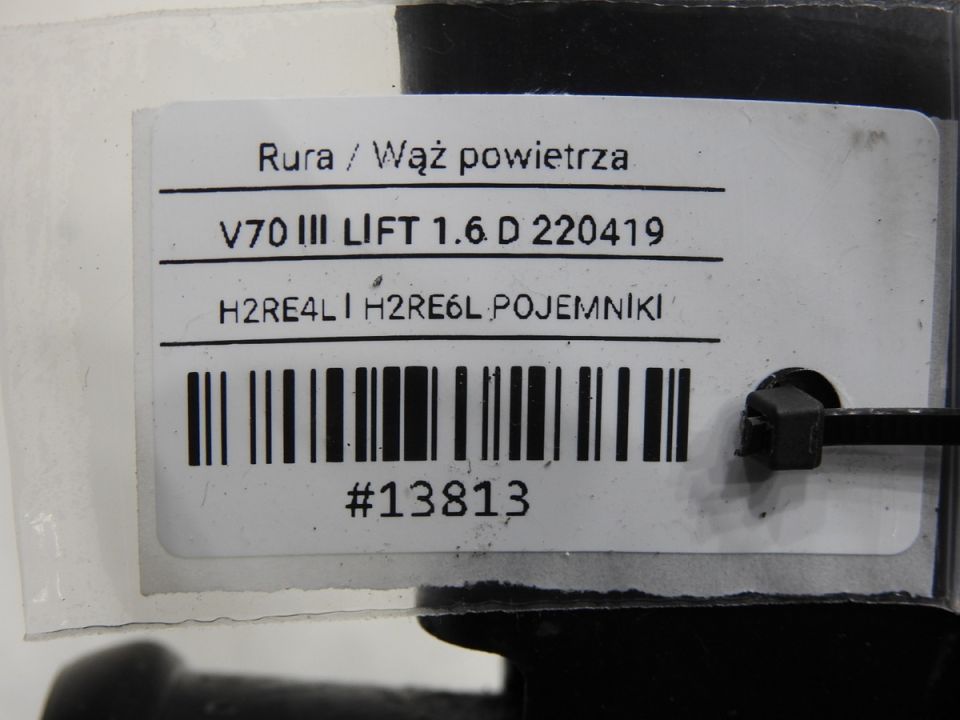 Rura / Wąż powietrza
V70 III LIFT 1.6 D 220419
H2RE4L I H2RE6L POJEMNIKI
#13813